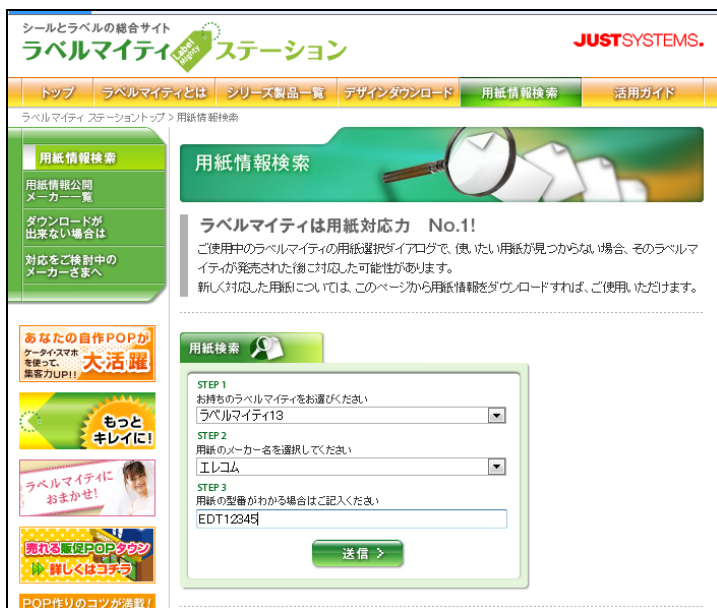 シールとラベルの総合サイト
ラベルマイティ Label Mighty ステーション
JUSTSYSTEMS.
トップ ラベルマイティとは シリーズ製品一覧 デザインダウンロード 用紙情報検索 活用ガイド
ラベルマイティ ステーショントップ > 用紙情報検索
用紙情報検索
用紙情報公開
メーカー一覧
ダウンロードが
出来ない場合は
対応をご検討中の
メーカーさまへ
あなたの自作POPが
ケータイ・スマホ
を使って、
集客力UP!!
大活躍
もっと
キレイに!
ラベルマイティに
おまかせ!
売れる販促POPタウン
詳しくはコチラ
POP作りのコツが満載!
用紙情報検索
ラベルマイティは用紙対応力 No.1!
ご使用中のラベルマイティの用紙選択ダイアログで、使いたい用紙が見つからない場合、そのラベルマ
イティが発売された後に対応した可能性があります。
新しく対応した用紙については、このページから用紙情報をダウンロードすれば、ご使用いただけます。
用紙検索
STEP 1
お持ちのラベルマイティをお選びください
ラベルマイティ13
STEP 2
用紙のメーカー名を選択してください
エレコム
STEP 3
用紙の型番がわかる場合はご記入ください
EDT12345
送信 >